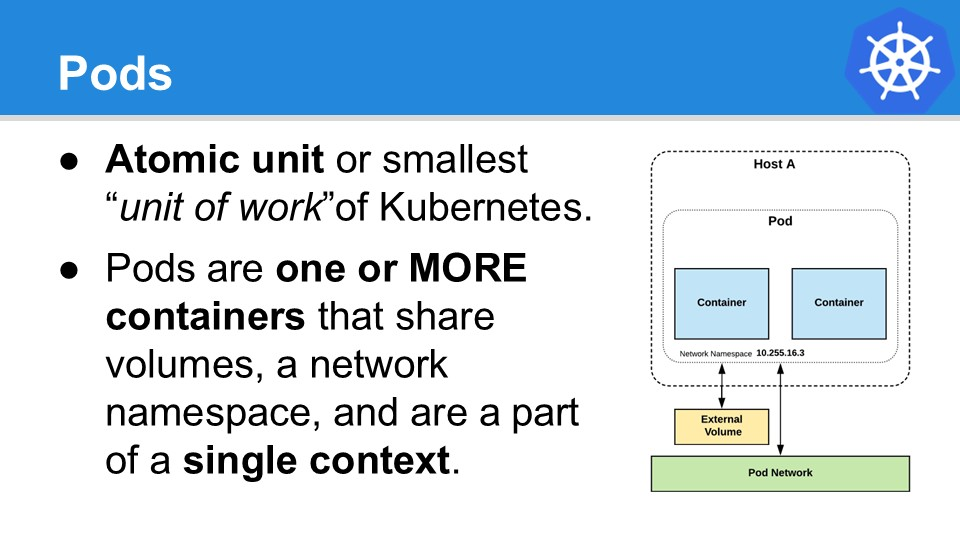 Pods
● Atomic unit or smallest
“unit of work”of Kubernetes.
● Pods are one or MORE
containers that share
volumes, a network
namespace, and are a part
of a single context.
Host A
Pod
Container
Container
Network Namespace 10.255.16.3
External
Volume
Pod Network